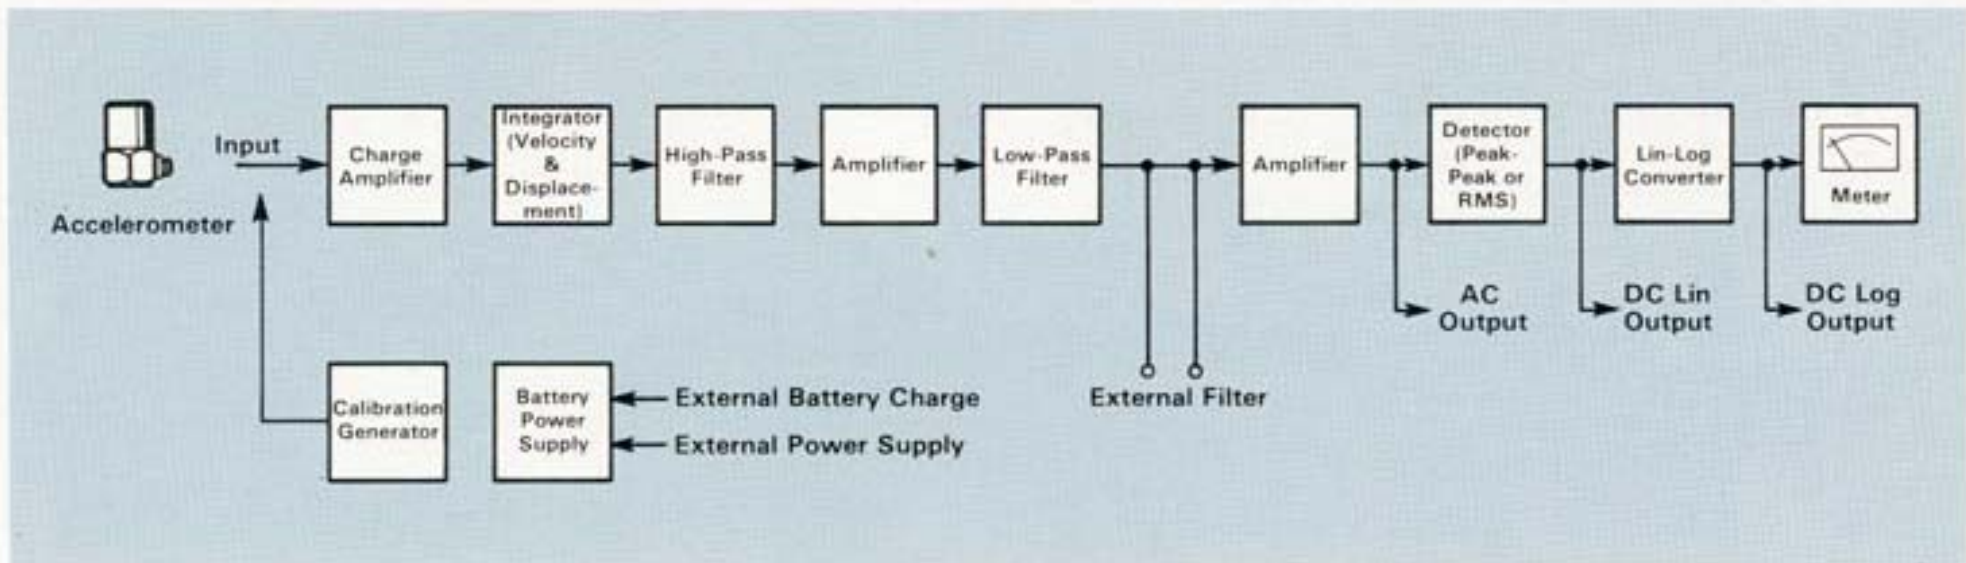 Accelerometer
Input
Charge
Amplifier
Integrator
(Velocity
&
Displace-
ment)
High-Pass
Filter
Amplifier
Low-Pass
Filter
Amplifier
Detector
(Peak-
Peak or
RMS)
Lin-Log
Converter
Meter
AC
Output
DC Lin
Output
DC Log
Output
Calibration
Generator
Battery
Power
Supply
External Battery Charge
External Power Supply
External Filter